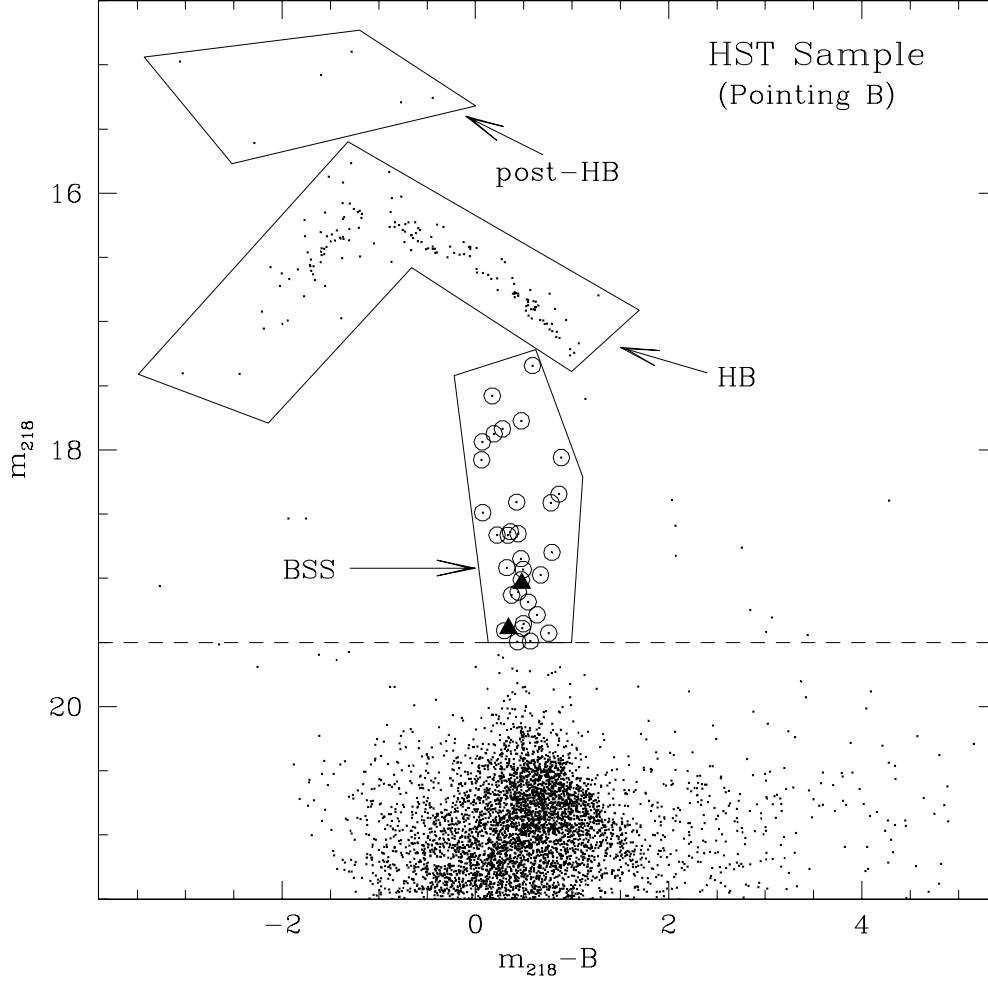 HST Sample
(Pointing B)
post-HB
HB
BSS
16
18
20
m218
-2
0
2
4
m218-B